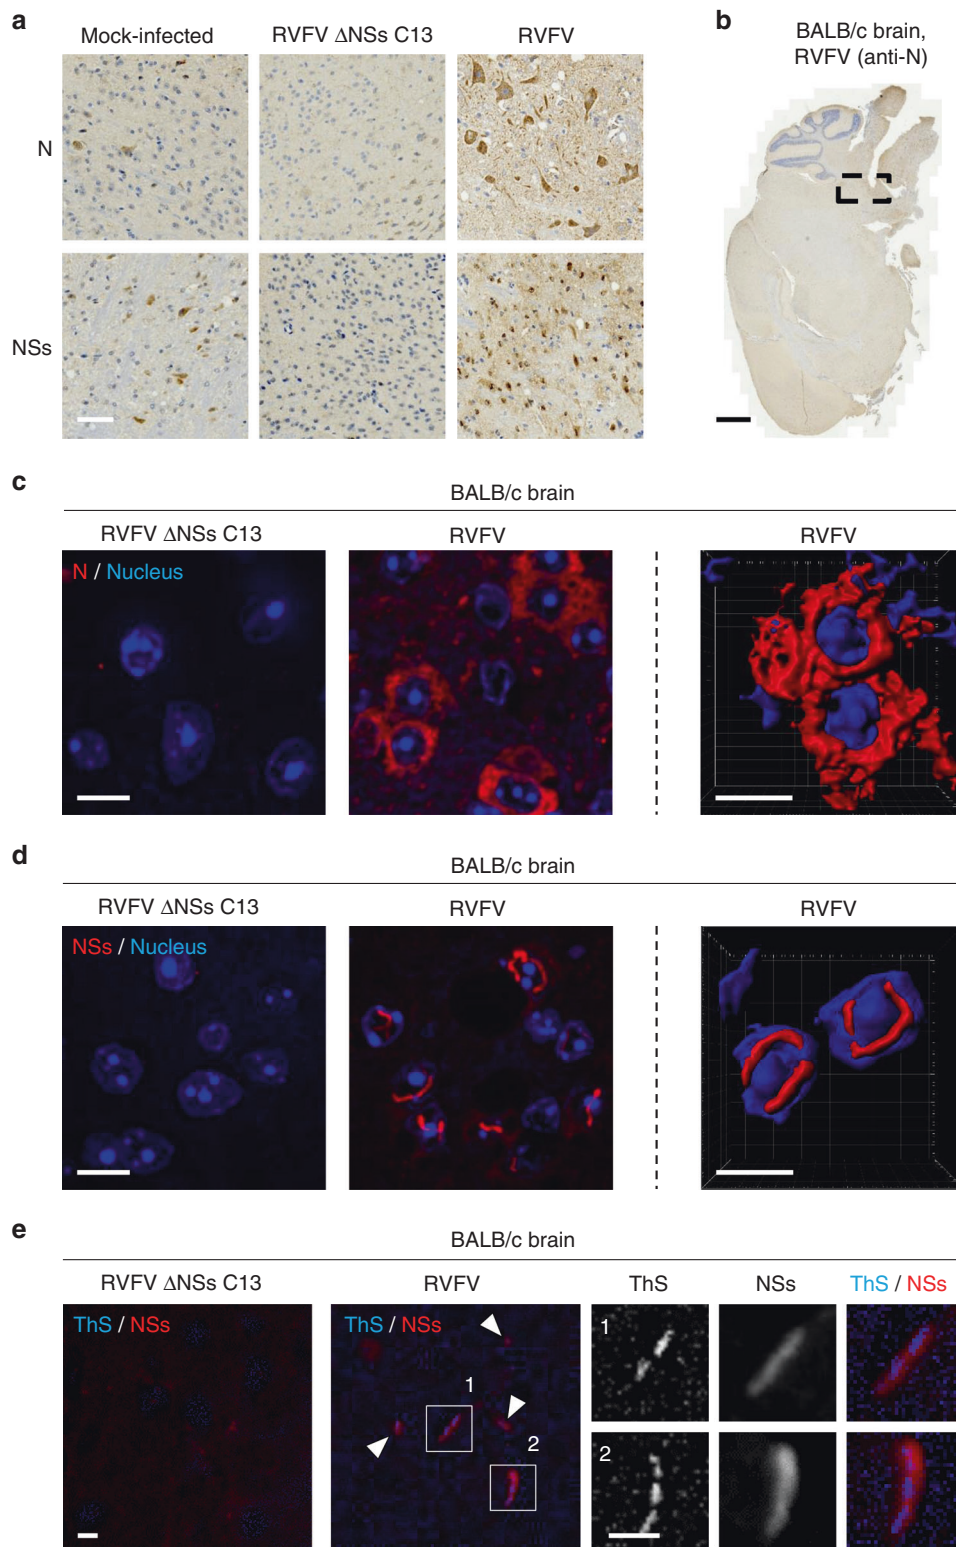 a
Mock-infected
RVFV ΔNSs C13
RVFV
N
NSs
b
BALB/c brain,
RVFV (anti-N)
c
BALB/c brain
RVFV ΔNSs C13
RVFV
RVFV
N / Nucleus
d
BALB/c brain
RVFV ΔNSs C13
RVFV
RVFV
NSs / Nucleus
e
BALB/c brain
RVFV ΔNSs C13
RVFV
ThS
NSs
ThS / NSs
ThS / NSs
ThS / NSs
1
2
1
2